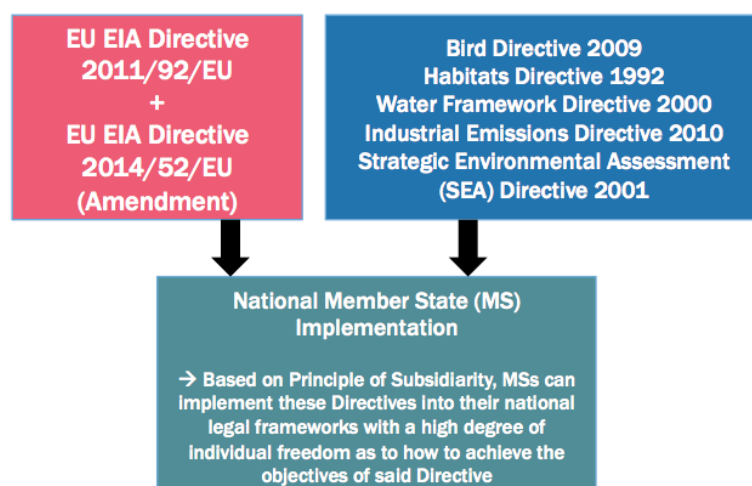 EU EIA Directive
2011/92/EU
+
EU EIA Directive
2014/52/EU
(Amendment)
Bird Directive 2009
Habitats Directive 1992
Water Framework Directive 2000
Industrial Emissions Directive 2010
Strategic Environmental Assessment
(SEA) Directive 2001
National Member State (MS)
Implementation
→ Based on Principle of Subsidiarity, MSs can
implement these Directives into their national
legal frameworks with a high degree of
individual freedom as to how to achieve the
objectives of said Directive